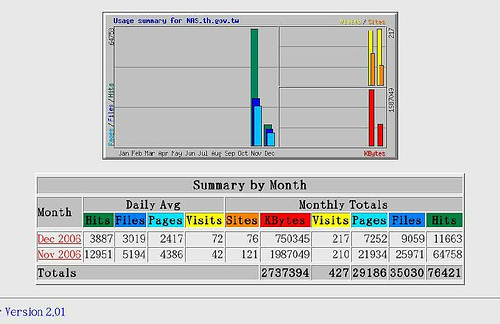 Usage summary for NAS.th.gov.tw
Visits/Sites
64758
217
Pages/Files/Hits
1987049
Jan Feb Mar Apr May Jun Jul Aug Sep Oct Nov Dec
KBytes
Summary by Month
Month Daily Avg Monthly Totals
Hits Files Pages Visits Sites KBytes Visits Pages Files Hits
Dec 2006 3887 3019 2417 72 76 750345 217 7252 9059 11663
Nov 2006 12951 5194 4386 42 121 1987049 210 21934 25971 64758
Totals 2737394 427 29186 35030 76421
Version 2.01